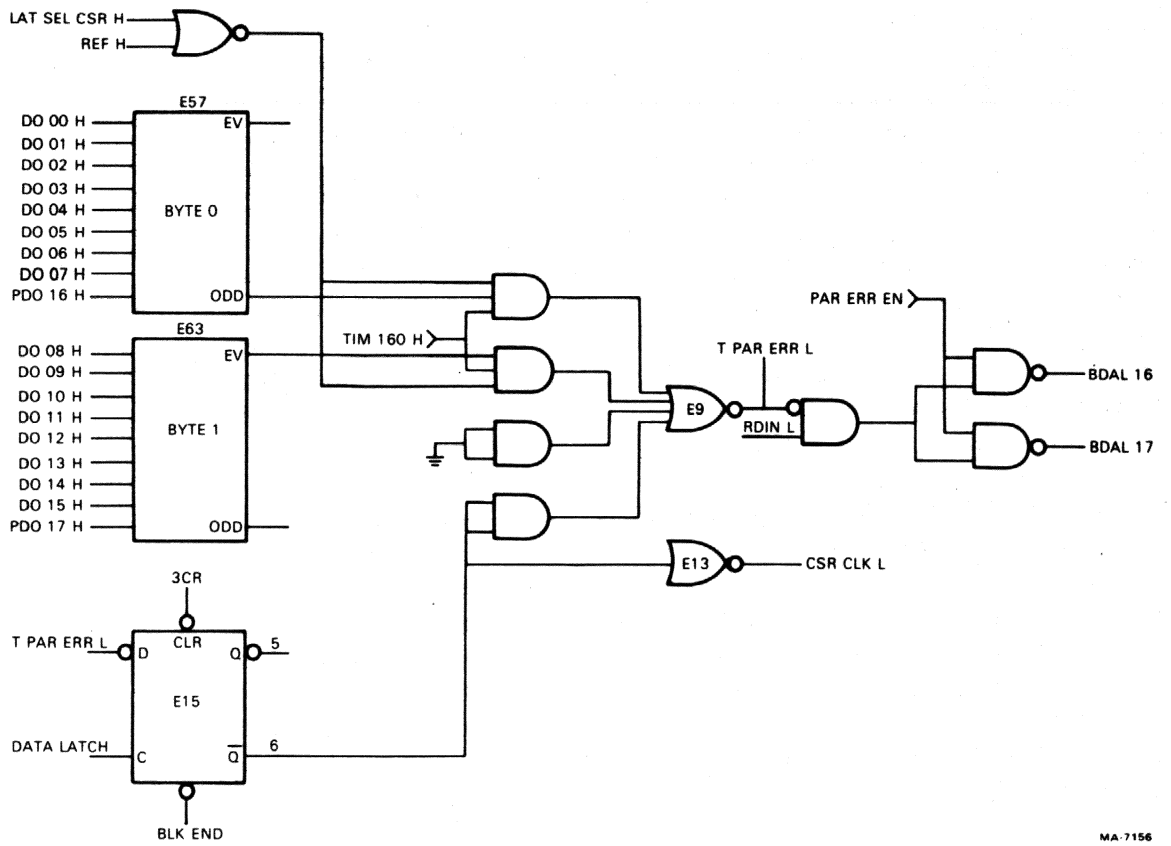 LAT SEL CSR H
REF H
E57
DO 00 H
DO 01 H
DO 02 H
DO 03 H
DO 04 H
DO 05 H
DO 06 H
DO 07 H
PDO 16 H
EV
BYTE 0
ODD
E63
DO 08 H
DO 09 H
DO 10 H
DO 11 H
DO 12 H
DO 13 H
DO 14 H
DO 15 H
PDO 17 H
EV
BYTE 1
ODD
TIM 160 H
E9
T PAR ERR L
RDIN L
PAR ERR EN
BDAL 16
BDAL 17
E13
CSR CLK L
3CR
T PAR ERR L
D
CLR
Q
5
E15
DATA LATCH
C
Q̅
6
BLK END
MA-7156